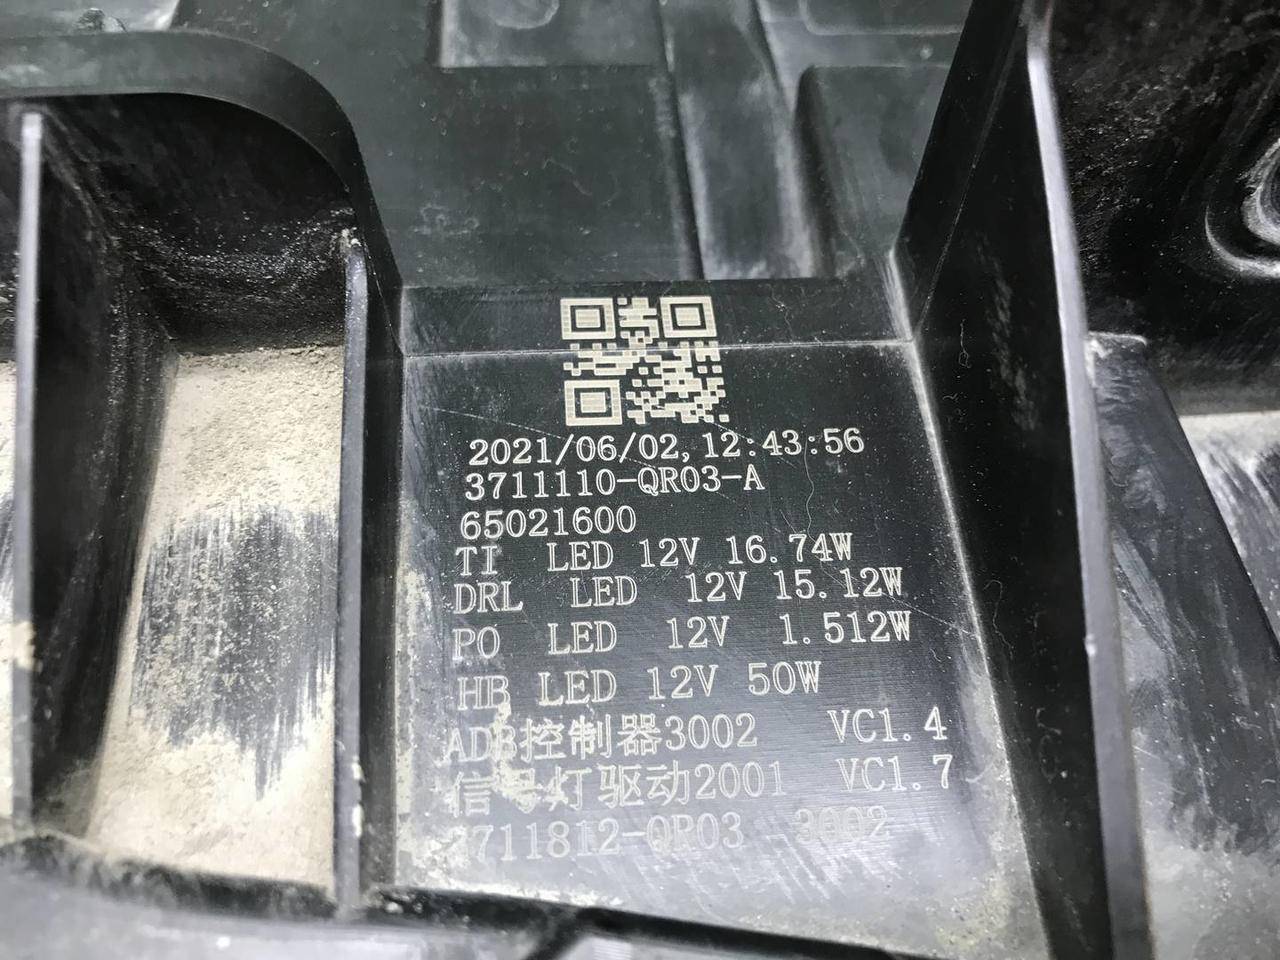 2021/06/02,12:43:56
3711110-QR03-A
65021600
TI LED 12V 16.74W
DRL LED 12V 15.12W
PO LED 12V 1.512W
HB LED 12V 50W
ADB控制器3002 VC1.4
信号灯驱动2001 VC1.7
3711812-QR03 3002